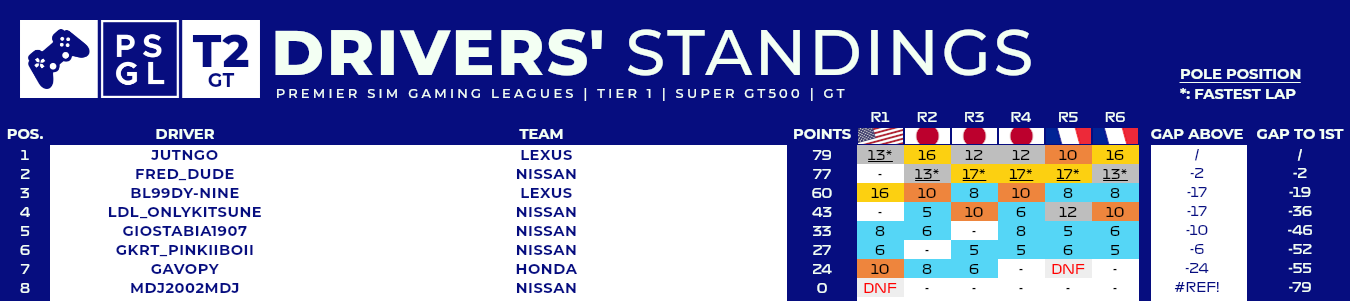 PS GL T2 GT DRIVERS' STANDINGS
PREMIER SIM GAMING LEAGUES | TIER 1 | SUPER GT500 | GT
POLE POSITION
*: FASTEST LAP
R1 R2 R3 R4 R5 R6
POS. DRIVER TEAM POINTS GAP ABOVE GAP TO 1ST
1 JUTNGO LEXUS 79 13* 16 12 12 10 16 / /
2 FRED_DUDE NISSAN 77 - 13* 17* 17* 17* 13* -2 -2
3 BL99DY-NINE LEXUS 60 16 10 8 10 8 8 -17 -19
4 LDL_ONLYKITSUNE NISSAN 43 - 5 10 6 12 10 -17 -36
5 GIOSTABIA1907 NISSAN 33 8 6 - 8 5 6 -10 -46
6 GKRT_PINKIIBOII NISSAN 27 6 - 5 5 6 5 -6 -52
7 GAVOPY HONDA 24 10 8 6 - DNF - -24 -55
8 MDJ2002MDJ NISSAN 0 DNF - - - - - #REF! -79